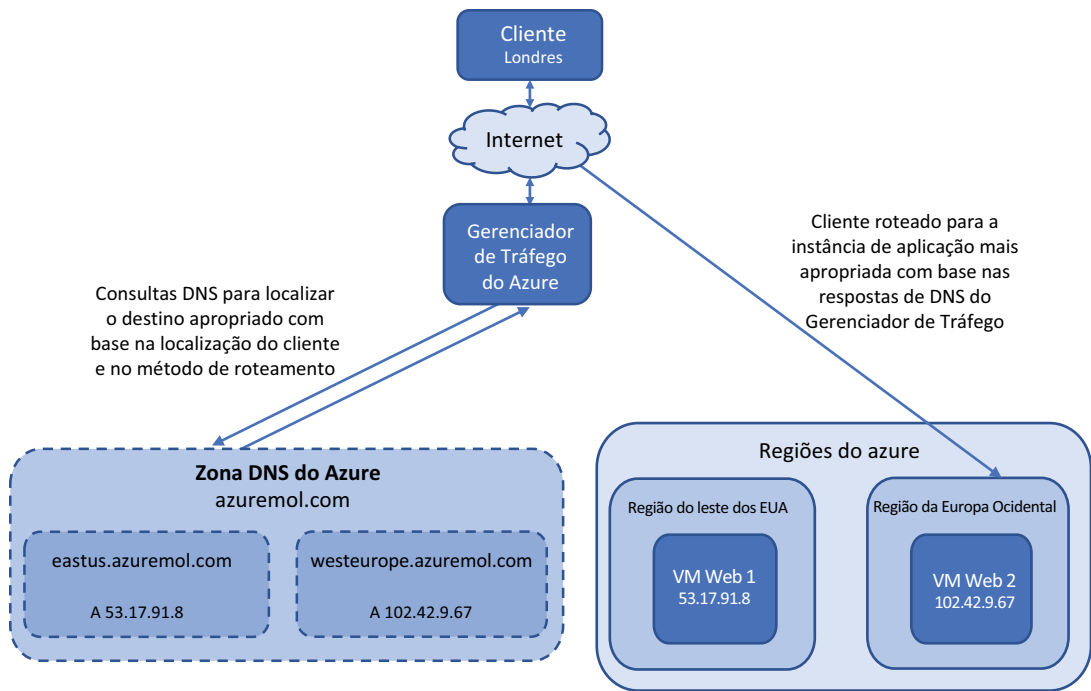 Cliente
Londres
Internet
Gerenciador
de Tráfego
do Azure
Consultas DNS para localizar
o destino apropriado com
base na localização do cliente
e no método de roteamento
Cliente roteado para a
instância de aplicação mais
apropriada com base nas
respostas de DNS do
Gerenciador de Tráfego
Zona DNS do Azure
azuremol.com
eastus.azuremol.com
A 53.17.91.8
westeurope.azuremol.com
A 102.42.9.67
Regiões do azure
Região do leste dos EUA
VM Web 1
53.17.91.8
Região da Europa Ocidental
VM Web 2
102.42.9.67